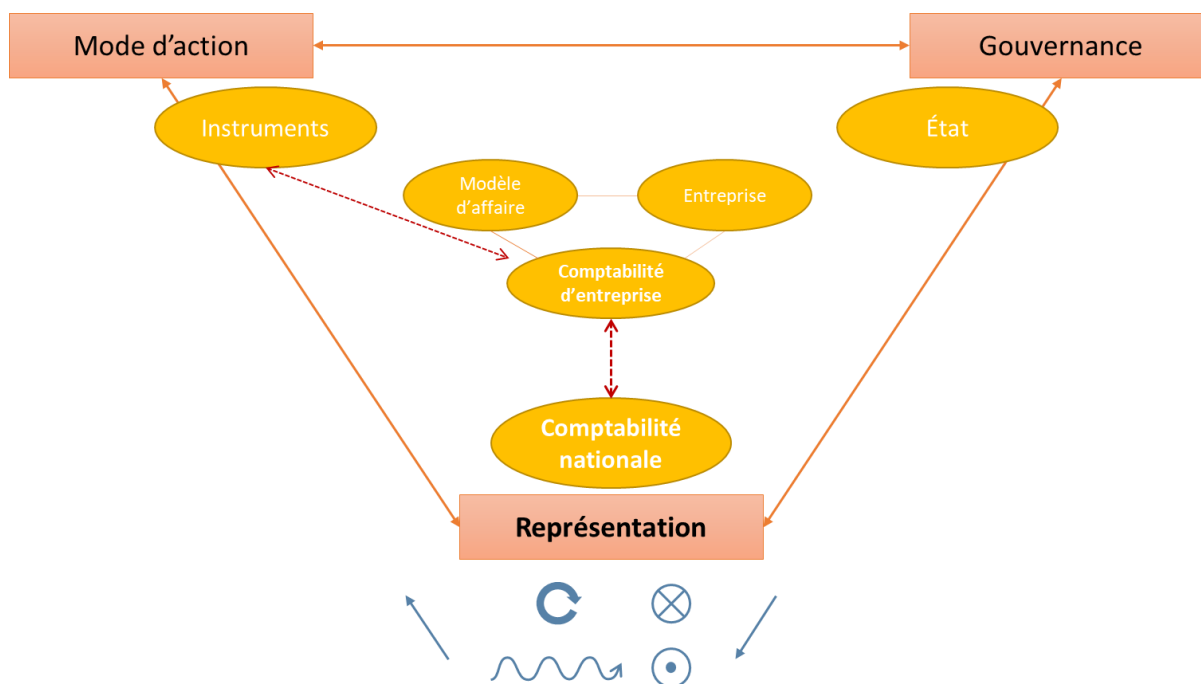 Mode d’action
Gouvernance
Instruments
État
Modèle
d’affaire
Entreprise
Comptabilité
d’entreprise
Comptabilité
nationale
Représentation